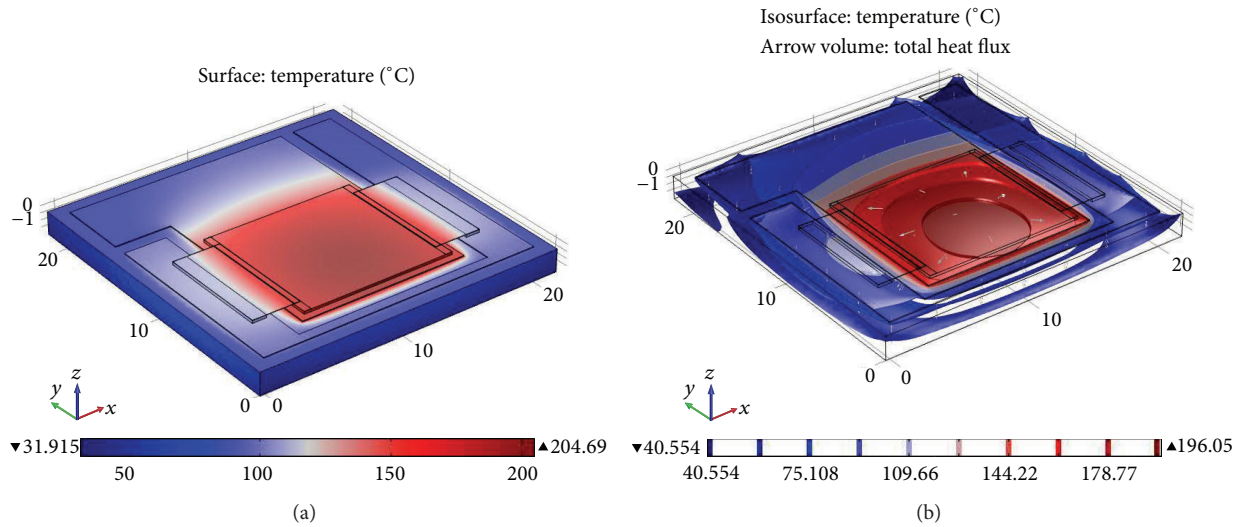 Surface: temperature (°C)
0
−1
20
10
0 0
10
20
z
y
x
▼31.915
▲204.69
50 100 150 200
(a)
Isosurface: temperature (°C)
Arrow volume: total heat flux
0
−1
20
10
0 0
10
20
z
y
x
▼40.554
▲196.05
40.554 75.108 109.66 144.22 178.77
(b)